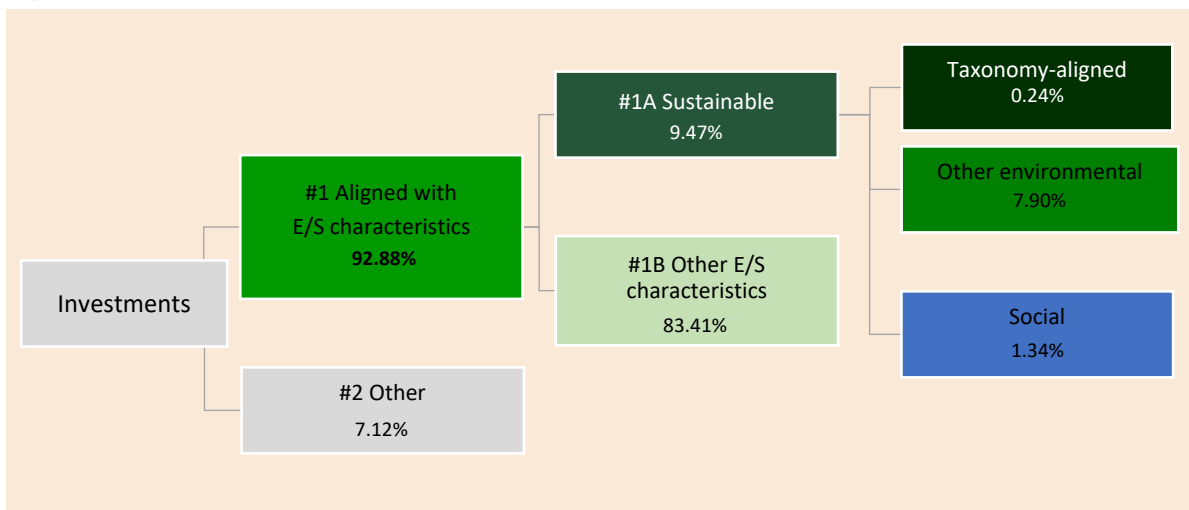 Investments
#1 Aligned with
E/S characteristics
92.88%
#2 Other
7.12%
#1A Sustainable
9.47%
#1B Other E/S
characteristics
83.41%
Taxonomy-aligned
0.24%
Other environmental
7.90%
Social
1.34%